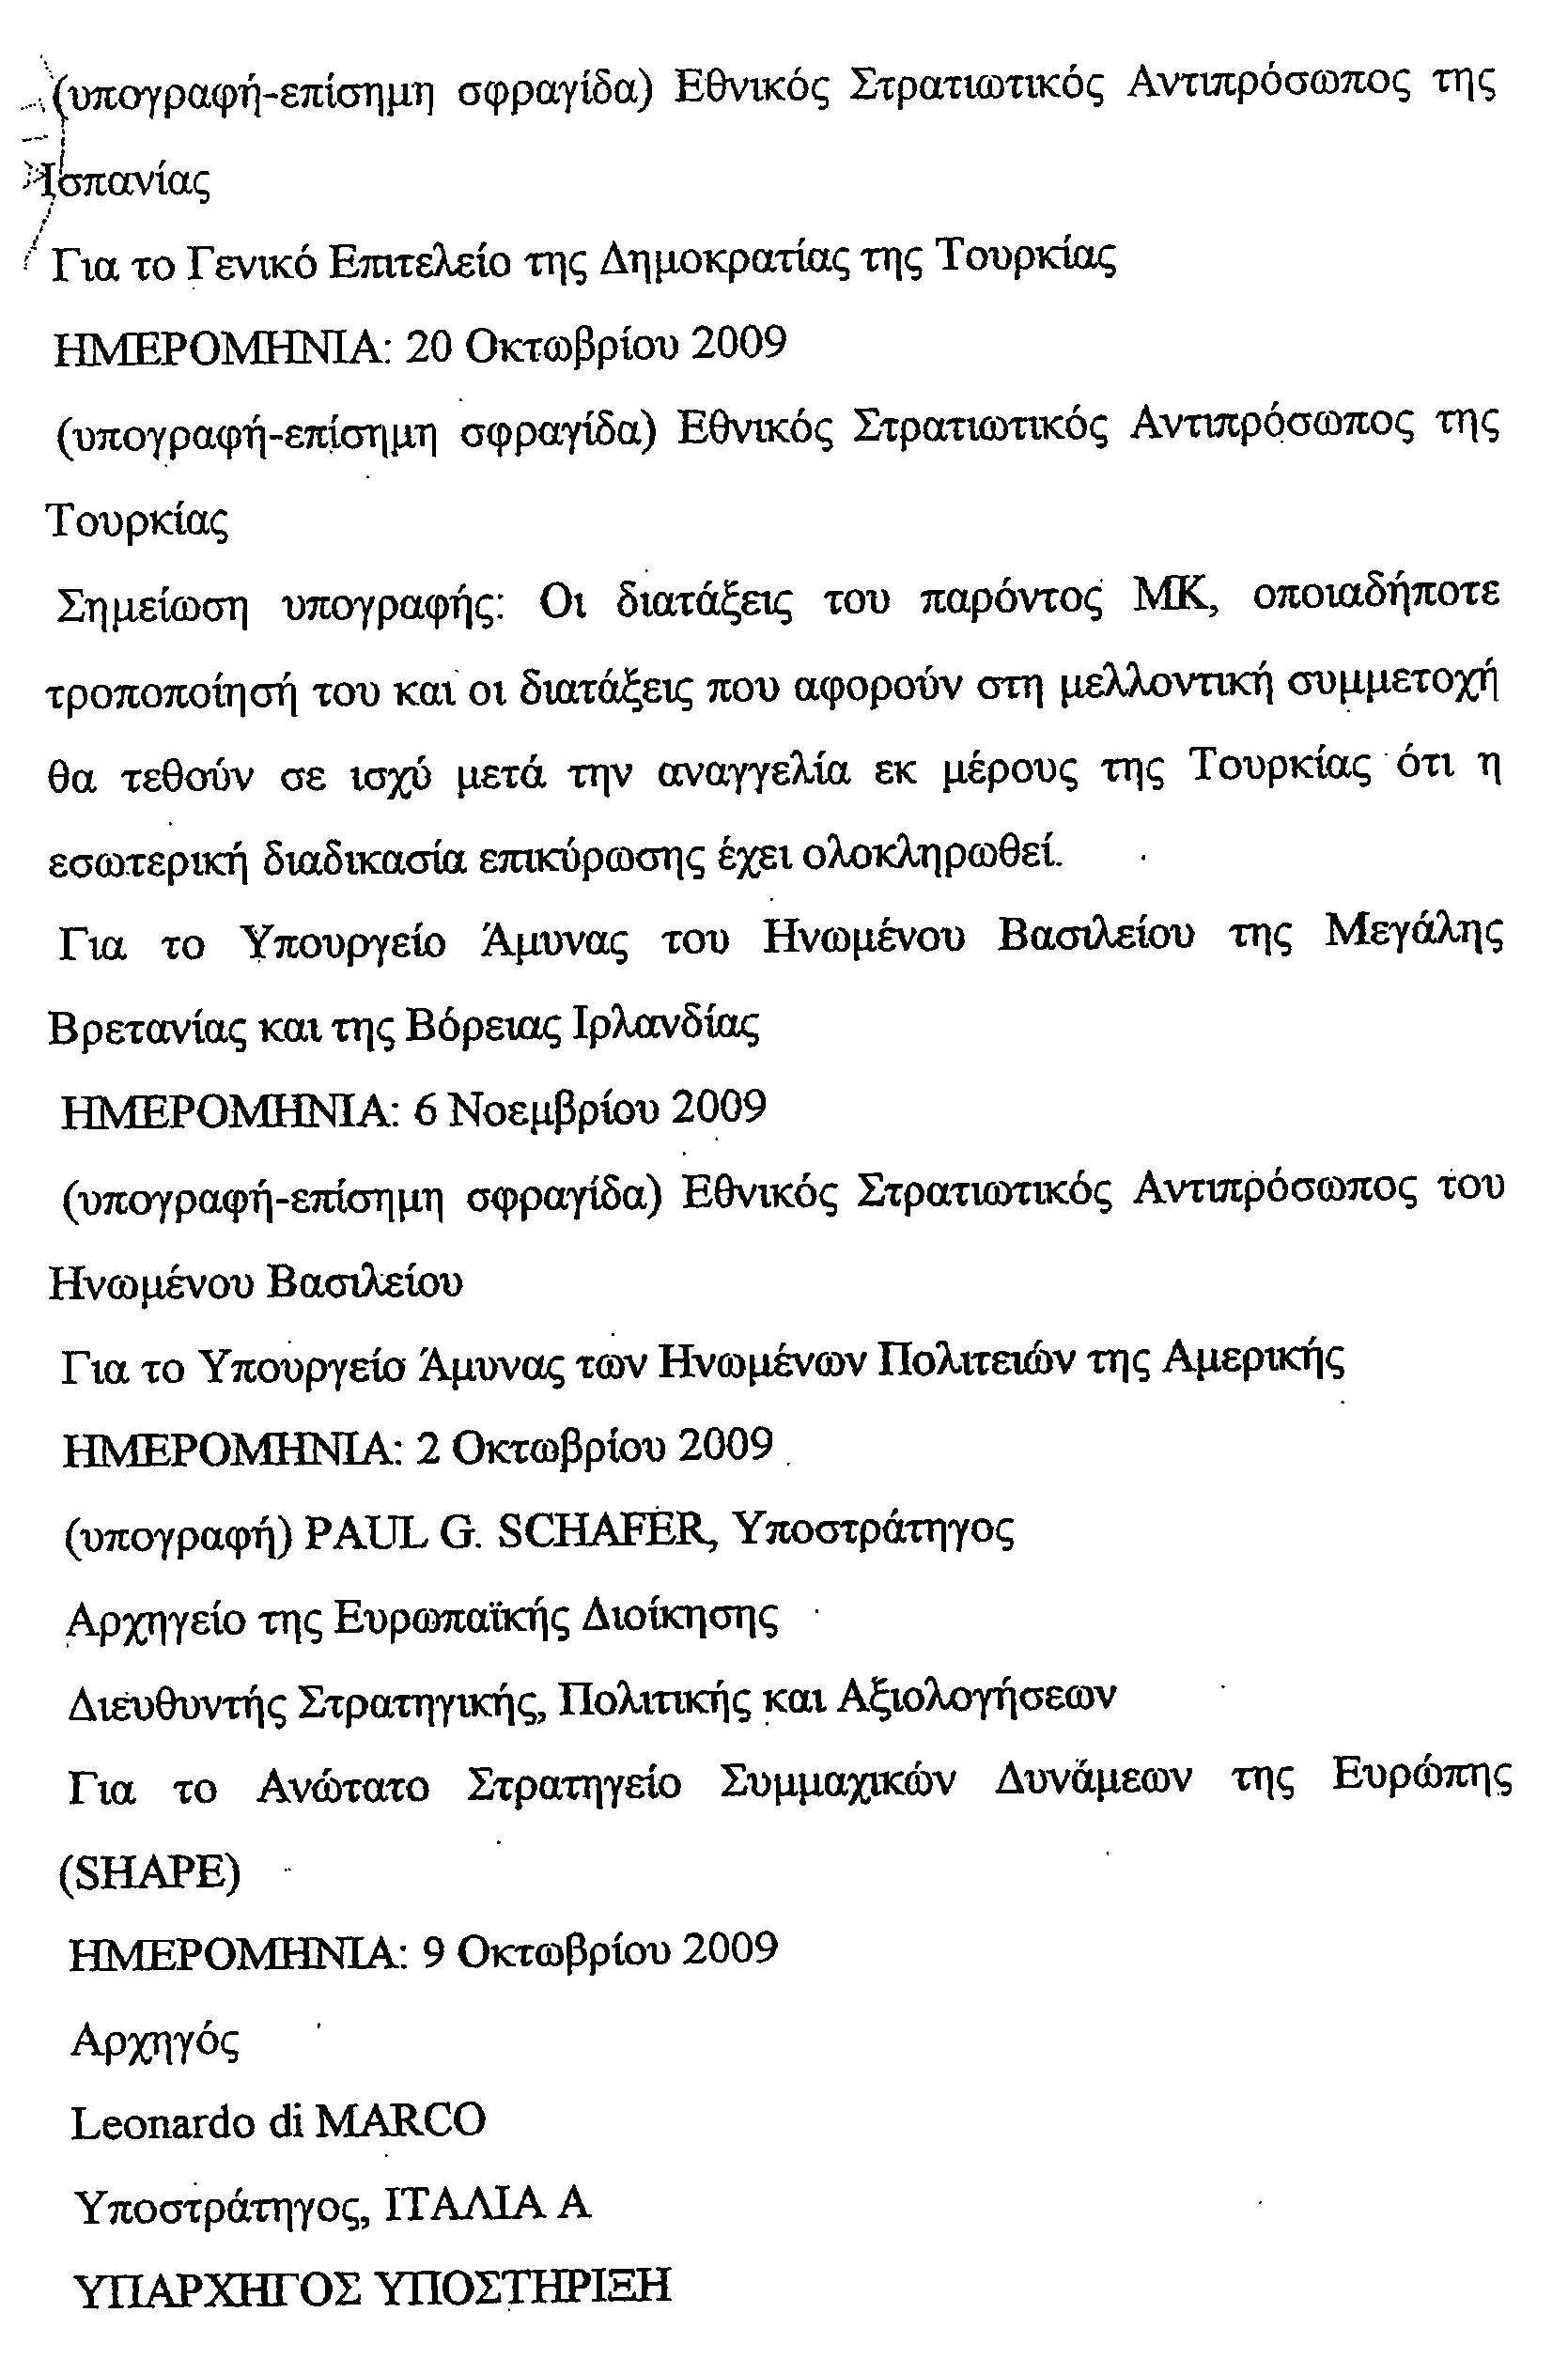 (υπογραφή-επίσημη σφραγίδα) Εθνικός Στρατιωτικός Αντιπρόσωπος της
Ισπανίας
Για το Γενικό Επιτελείο της Δημοκρατίας της Τουρκίας
ΗΜΕΡΟΜΗΝΙΑ: 20 Οκτωβρίου 2009
(υπογραφή-επίσημη σφραγίδα) Εθνικός Στρατιωτικός Αντιπρόσωπος της
Τουρκίας
Σημείωση υπογραφής: Οι διατάξεις του παρόντος ΜΚ, οποιαδήποτε
τροποποίησή του και οι διατάξεις που αφορούν στη μελλοντική συμμετοχή
θα τεθούν σε ισχύ μετά την αναγγελία εκ μέρους της Τουρκίας ότι η
εσωτερική διαδικασία επικύρωσης έχει ολοκληρωθεί.
Για το Υπουργείο Άμυνας του Ηνωμένου Βασιλείου της Μεγάλης
Βρετανίας και της Βόρειας Ιρλανδίας
ΗΜΕΡΟΜΗΝΙΑ: 6 Νοεμβρίου 2009
(υπογραφή-επίσημη σφραγίδα) Εθνικός Στρατιωτικός Αντιπρόσωπος του
Ηνωμένου Βασιλείου
Για το Υπουργείο Άμυνας των Ηνωμένων Πολιτειών της Αμερικής
ΗΜΕΡΟΜΗΝΙΑ: 2 Οκτωβρίου 2009
(υπογραφή) PAUL G. SCHAFER, Υποστράτηγος
Αρχηγείο της Ευρωπαϊκής Διοίκησης
Διευθυντής Στρατηγικής, Πολιτικής και Αξιολογήσεων
Για το Ανώτατο Στρατηγείο Συμμαχικών Δυνάμεων της Ευρώπης
(SHAPE)
ΗΜΕΡΟΜΗΝΙΑ: 9 Οκτωβρίου 2009
Αρχηγός
Leonardo di MARCO
Υποστράτηγος, ΙΤΑΛΙΑ Α
ΥΠΑΡΧΗΓΟΣ ΥΠΟΣΤΗΡΙΞΗ